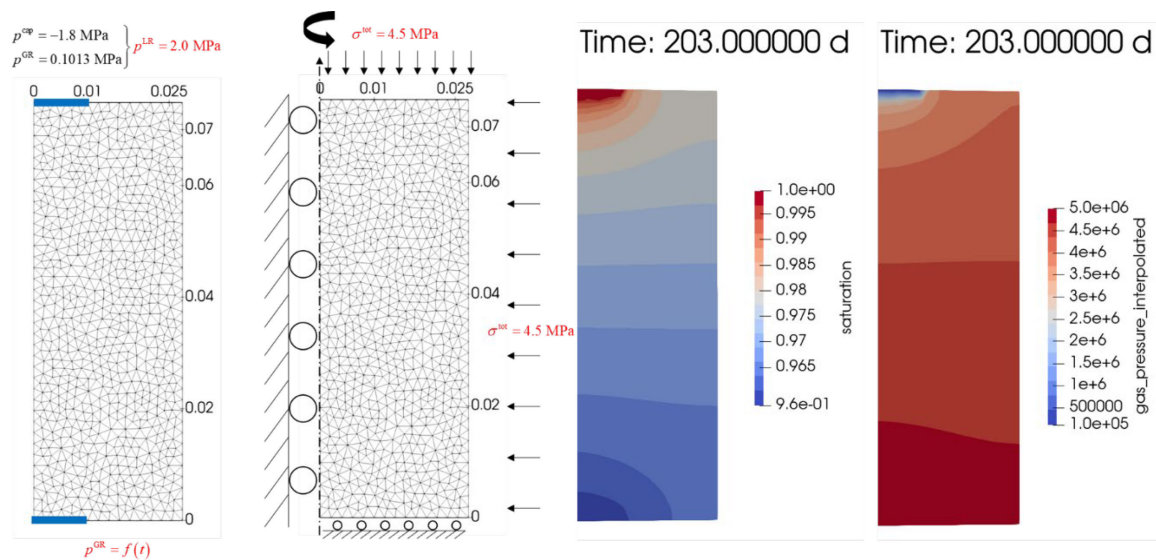 p^cap = −1.8 MPa
p^GR = 0.1013 MPa
} p^LR = 2.0 MPa
0 0.01 0.025
0.07
0.06
0.04
0.02
0
p^GR = f(t)
σ^tot = 4.5 MPa
0 0.01 0.025
0.07
0.06
0.04
σ^tot = 4.5 MPa
0.02
0
Time: 203.000000 d
1.0e+00
0.995
0.99
0.985
0.98
0.975
0.97
0.965
9.6e-01
saturation
Time: 203.000000 d
5.0e+06
4.5e+6
4e+6
3.5e+6
3e+6
2.5e+6
2e+6
1.5e+6
1e+6
500000
1.0e+05
gas_pressure_interpolated